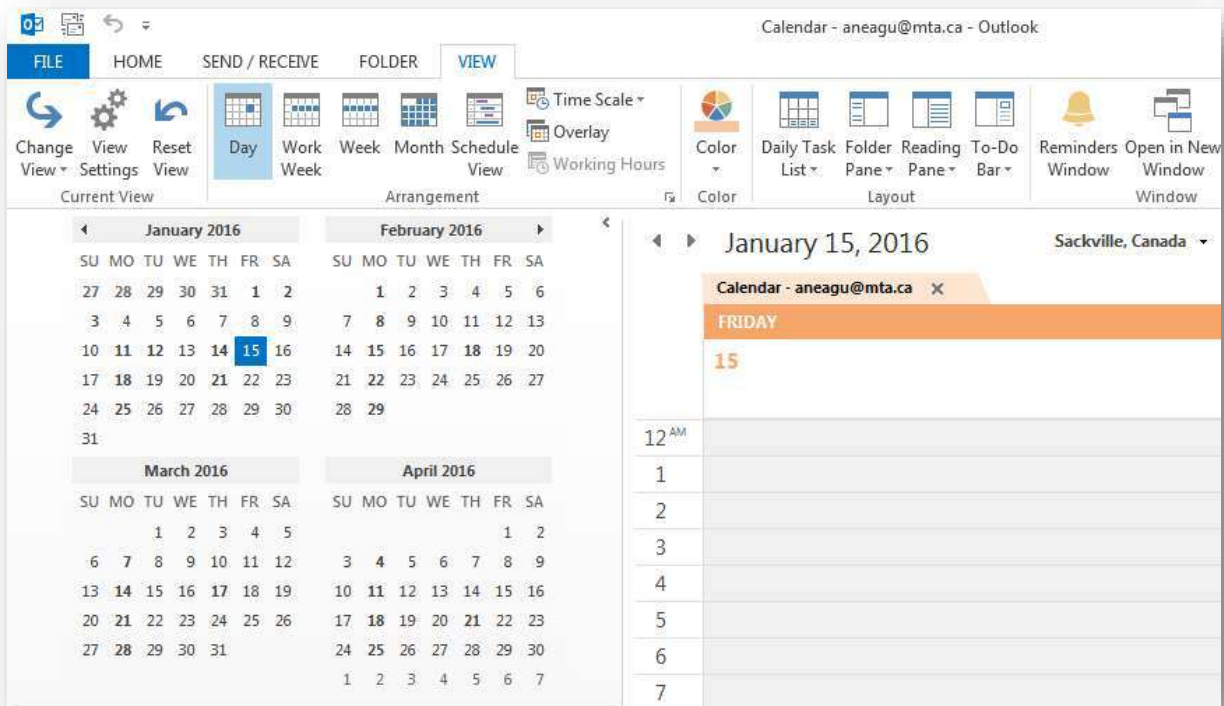 Calendar - aneagu@mta.ca - Outlook
FILE HOME SEND / RECEIVE FOLDER VIEW
Change View View Settings Reset View Day Work Week Week Month Schedule View Time Scale Overlay Working Hours Color Daily Task List Folder Pane Reading Pane To-Do Bar Reminders Window Open in New Window
Current View Arrangement Color Layout Window
January 2016
SU MO TU WE TH FR SA
27 28 29 30 31 1 2
3 4 5 6 7 8 9
10 11 12 13 14 15 16
17 18 19 20 21 22 23
24 25 26 27 28 29 30
31
February 2016
SU MO TU WE TH FR SA
1 2 3 4 5 6
7 8 9 10 11 12 13
14 15 16 17 18 19 20
21 22 23 24 25 26 27
28 29
March 2016
SU MO TU WE TH FR SA
1 2 3 4 5
6 7 8 9 10 11 12
13 14 15 16 17 18 19
20 21 22 23 24 25 26
27 28 29 30 31
April 2016
SU MO TU WE TH FR SA
1 2
3 4 5 6 7 8 9
10 11 12 13 14 15 16
17 18 19 20 21 22 23
24 25 26 27 28 29 30
1 2 3 4 5 6 7
January 15, 2016 Sackville, Canada
Calendar - aneagu@mta.ca
FRIDAY
15
12 AM
1
2
3
4
5
6
7